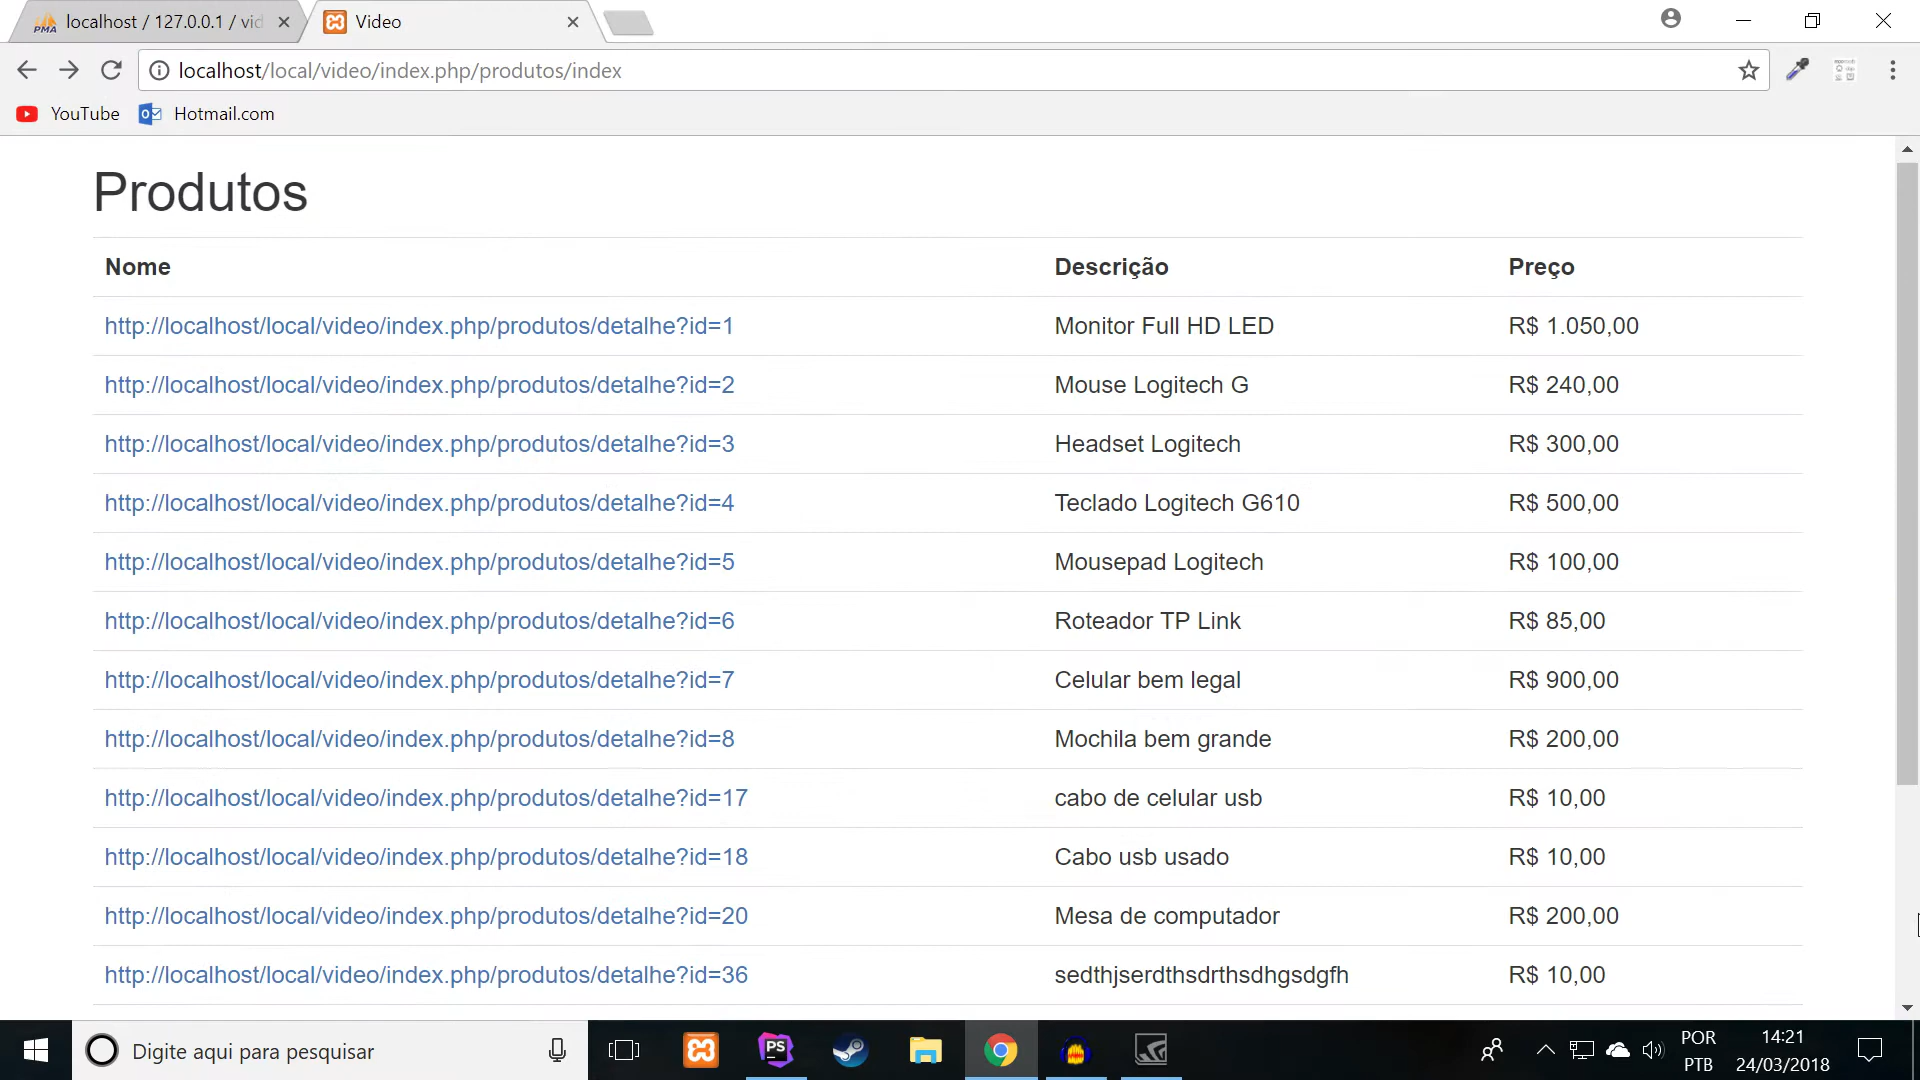 localhost / 127.0.0.1 / vid
Video
localhost/local/video/index.php/produtos/index
YouTube Hotmail.com
Produtos
Nome Descrição Preço
http://localhost/local/video/index.php/produtos/detalhe?id=1 Monitor Full HD LED R$ 1.050,00
http://localhost/local/video/index.php/produtos/detalhe?id=2 Mouse Logitech G R$ 240,00
http://localhost/local/video/index.php/produtos/detalhe?id=3 Headset Logitech R$ 300,00
http://localhost/local/video/index.php/produtos/detalhe?id=4 Teclado Logitech G610 R$ 500,00
http://localhost/local/video/index.php/produtos/detalhe?id=5 Mousepad Logitech R$ 100,00
http://localhost/local/video/index.php/produtos/detalhe?id=6 Roteador TP Link R$ 85,00
http://localhost/local/video/index.php/produtos/detalhe?id=7 Celular bem legal R$ 900,00
http://localhost/local/video/index.php/produtos/detalhe?id=8 Mochila bem grande R$ 200,00
http://localhost/local/video/index.php/produtos/detalhe?id=17 cabo de celular usb R$ 10,00
http://localhost/local/video/index.php/produtos/detalhe?id=18 Cabo usb usado R$ 10,00
http://localhost/local/video/index.php/produtos/detalhe?id=20 Mesa de computador R$ 200,00
http://localhost/local/video/index.php/produtos/detalhe?id=36 sedthjserdthsdrthsdhgsdgfh R$ 10,00
Digite aqui para pesquisar
PS
POR
PTB
14:21
24/03/2018
PMA